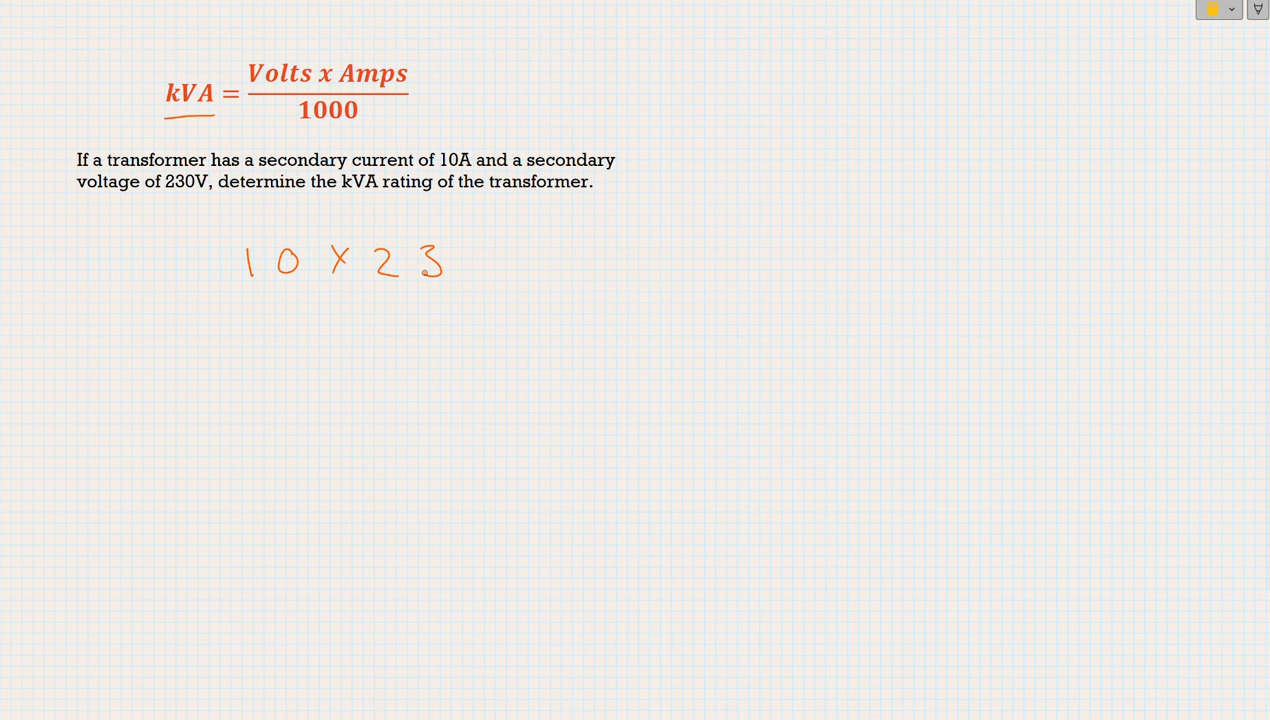 kVA = Volts x Amps / 1000
If a transformer has a secondary current of 10A and a secondary
voltage of 230V, determine the kVA rating of the transformer.
10 x 23